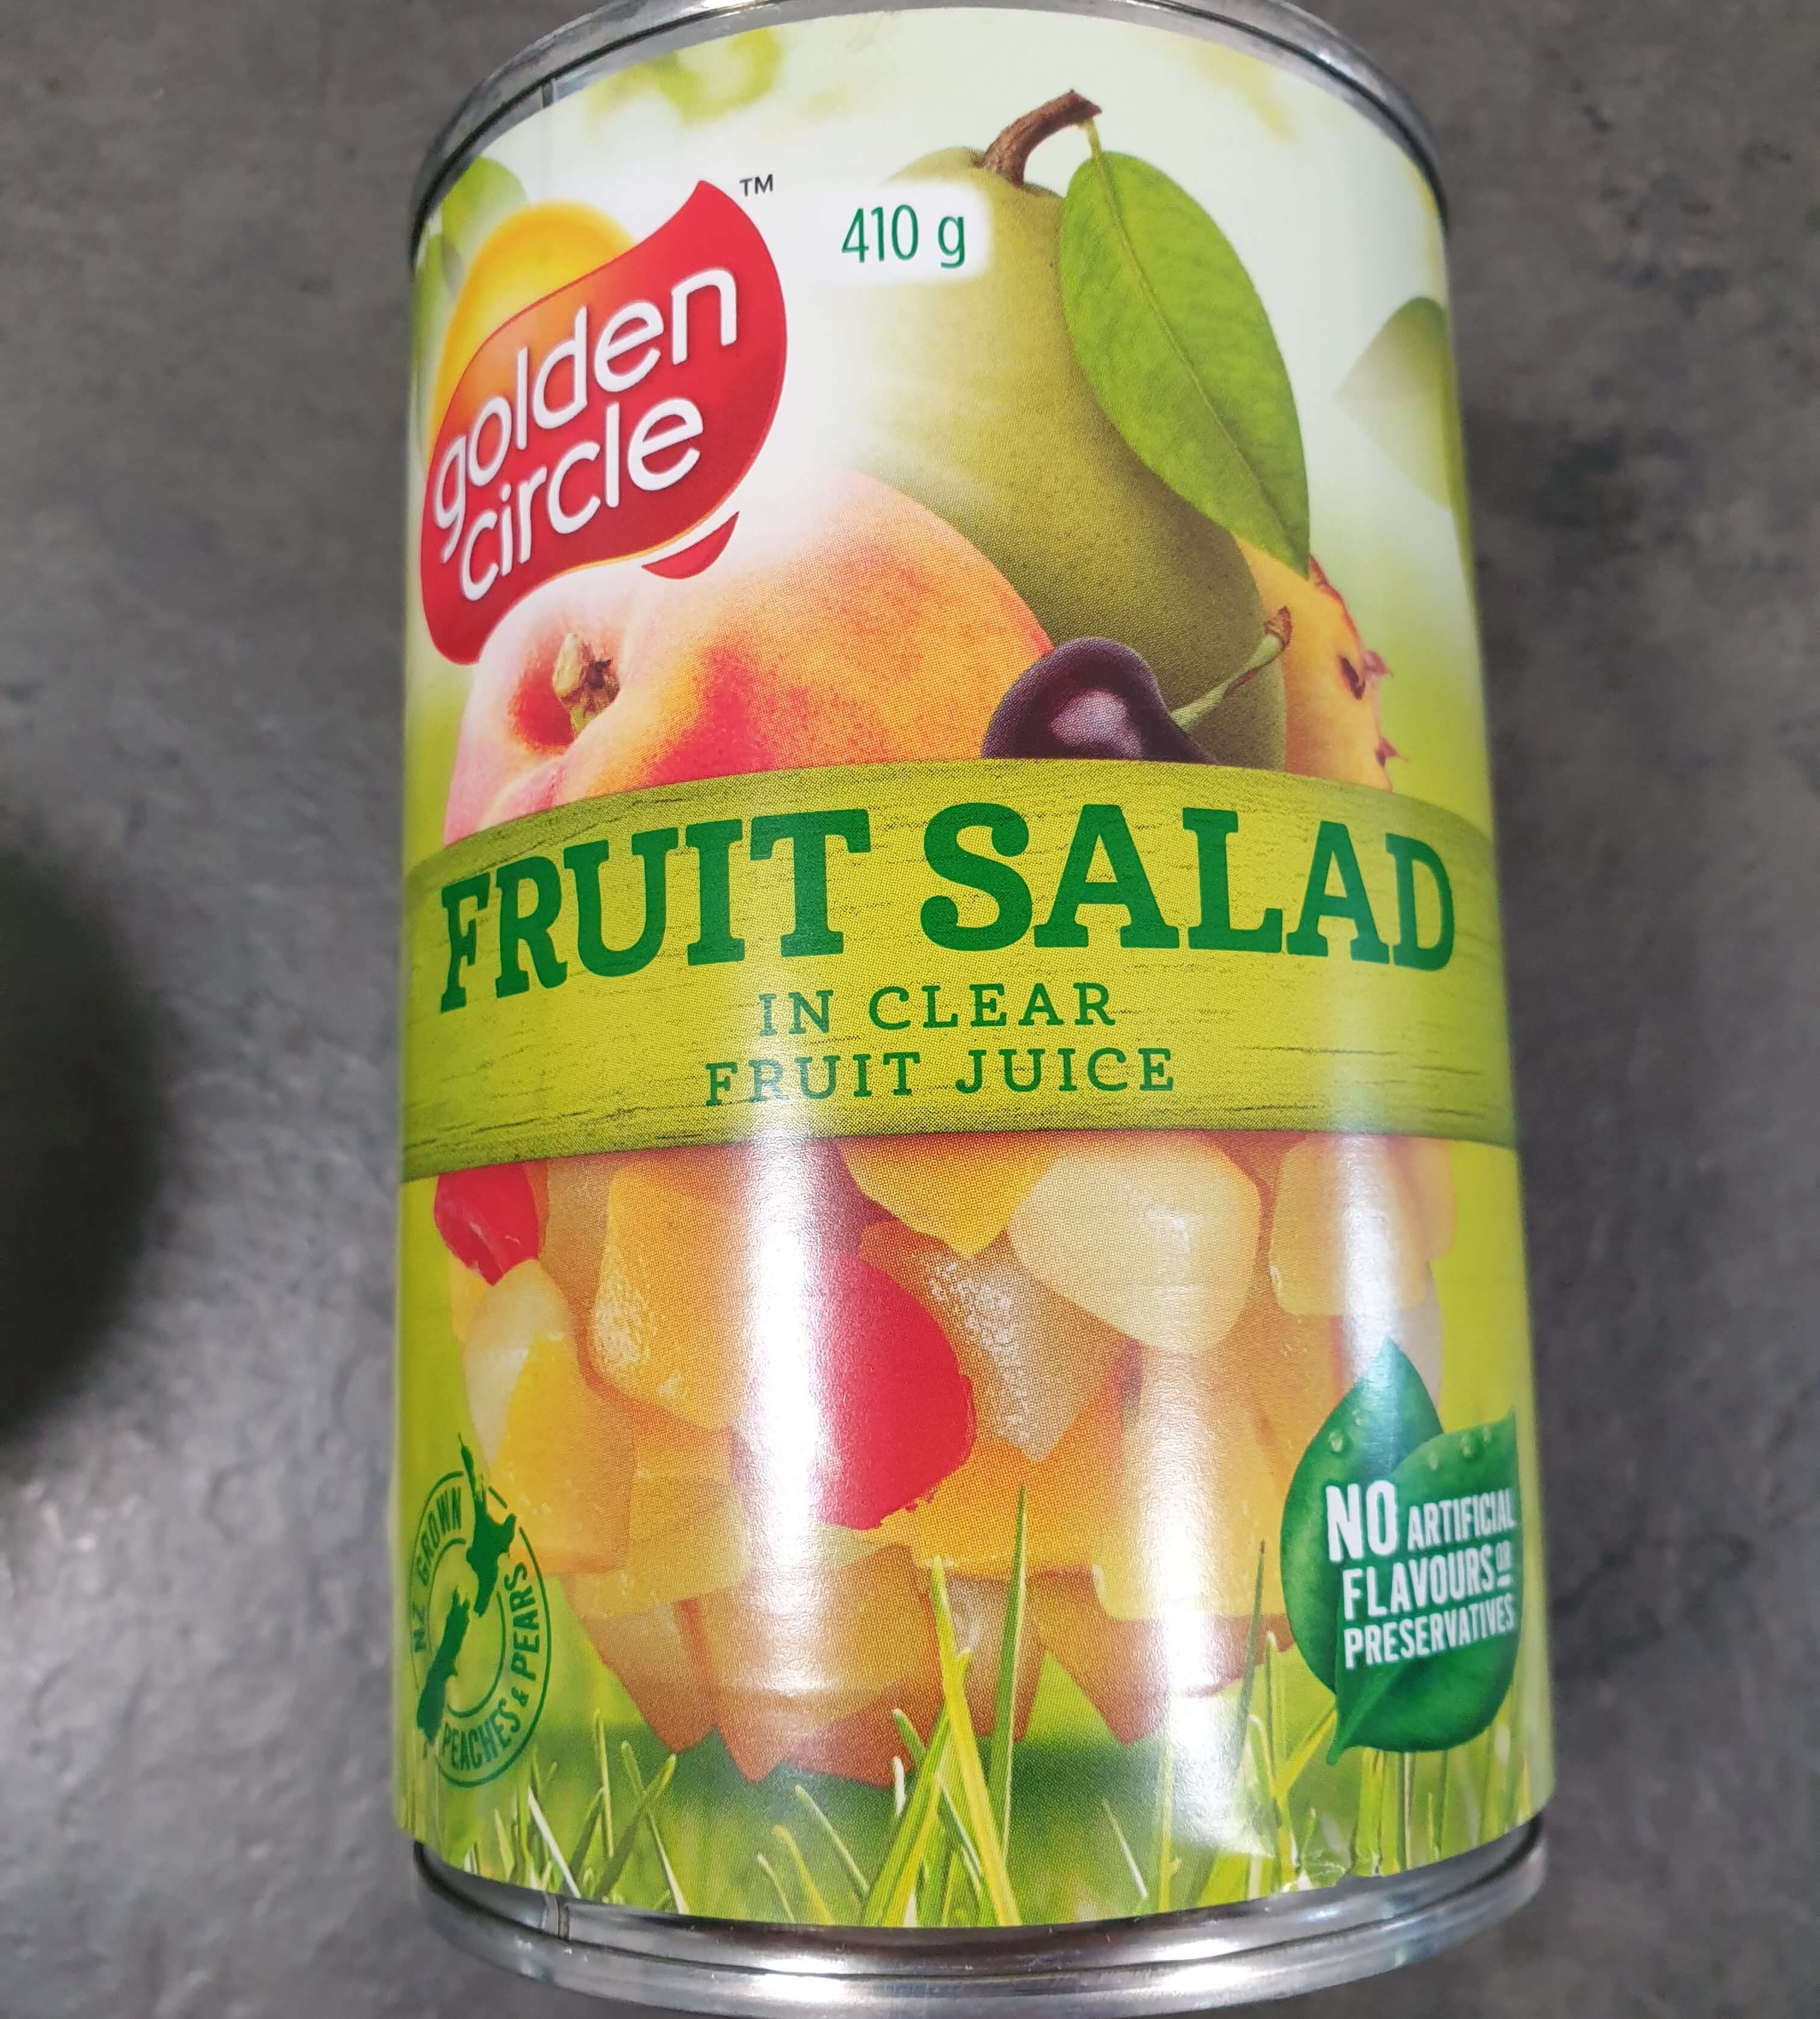 TM
410 g
golden
circle
FRUIT SALAD
IN CLEAR
FRUIT JUICE
NZ GROWN
PEACHES & PEARS
NO ARTIFICIAL
FLAVOURS OR
PRESERVATIVES